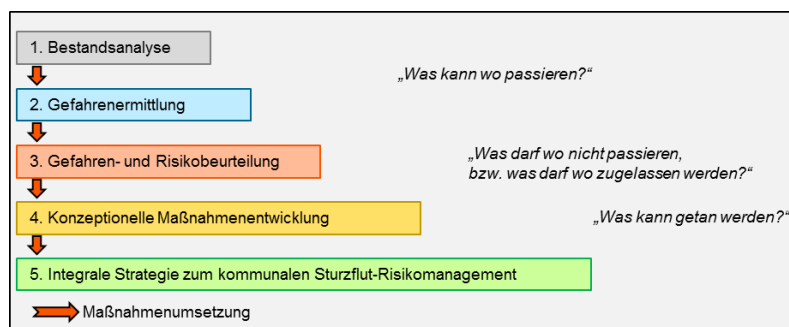 1. Bestandsanalyse
„Was kann wo passieren?“
2. Gefahrenermittlung
3. Gefahren- und Risikobeurteilung
„Was darf wo nicht passieren,
bzw. was darf wo zugelassen werden?“
4. Konzeptionelle Maßnahmenentwicklung
„Was kann getan werden?“
5. Integrale Strategie zum kommunalen Sturzflut-Risikomanagement
Maßnahmenumsetzung